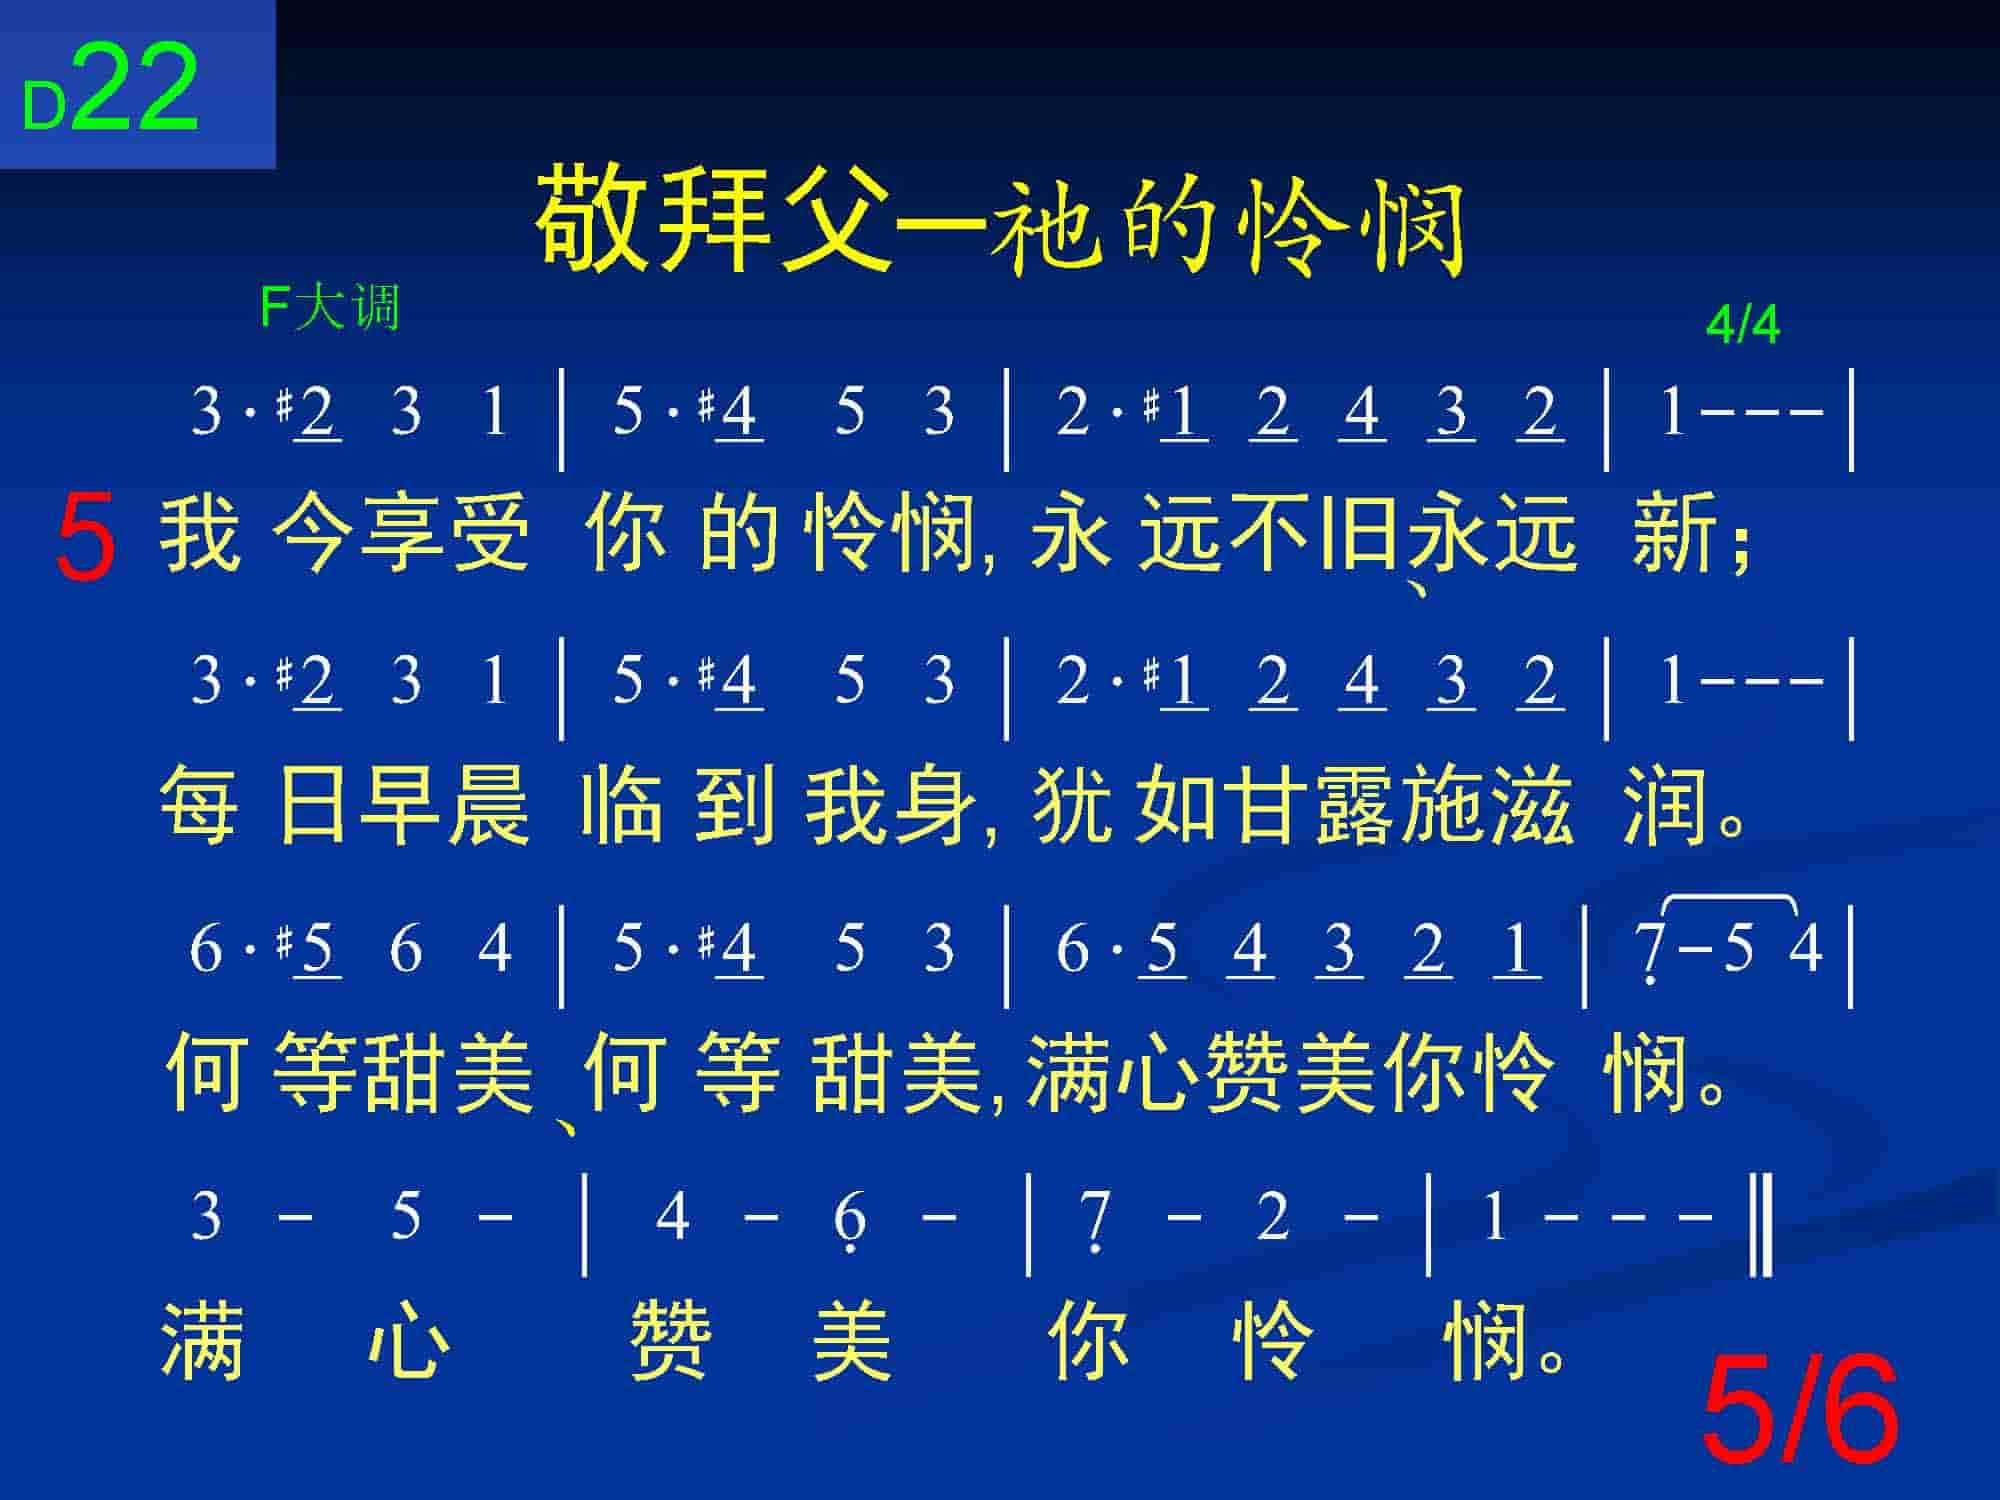 D22
敬拜父—祂的怜悯
F大调 4/4
3·#2 3 1 | 5·#4 5 3 | 2·#1 2 4 3 2 | 1--- |
5 我今享受你的怜悯,永远不旧、永远新;
3·#2 3 1 | 5·#4 5 3 | 2·#1 2 4 3 2 | 1--- |
每日早晨临到我身,犹如甘露施滋润。
6·#5 6 4 | 5·#4 5 3 | 6·5 4 3 2 1 | 7̣-5 4 |
何等甜美、何等甜美,满心赞美你怜悯。
3 - 5 - | 4 - 6̣ - | 7̣ - 2 - | 1 - - - ‖
满心赞美你怜悯。
5/6